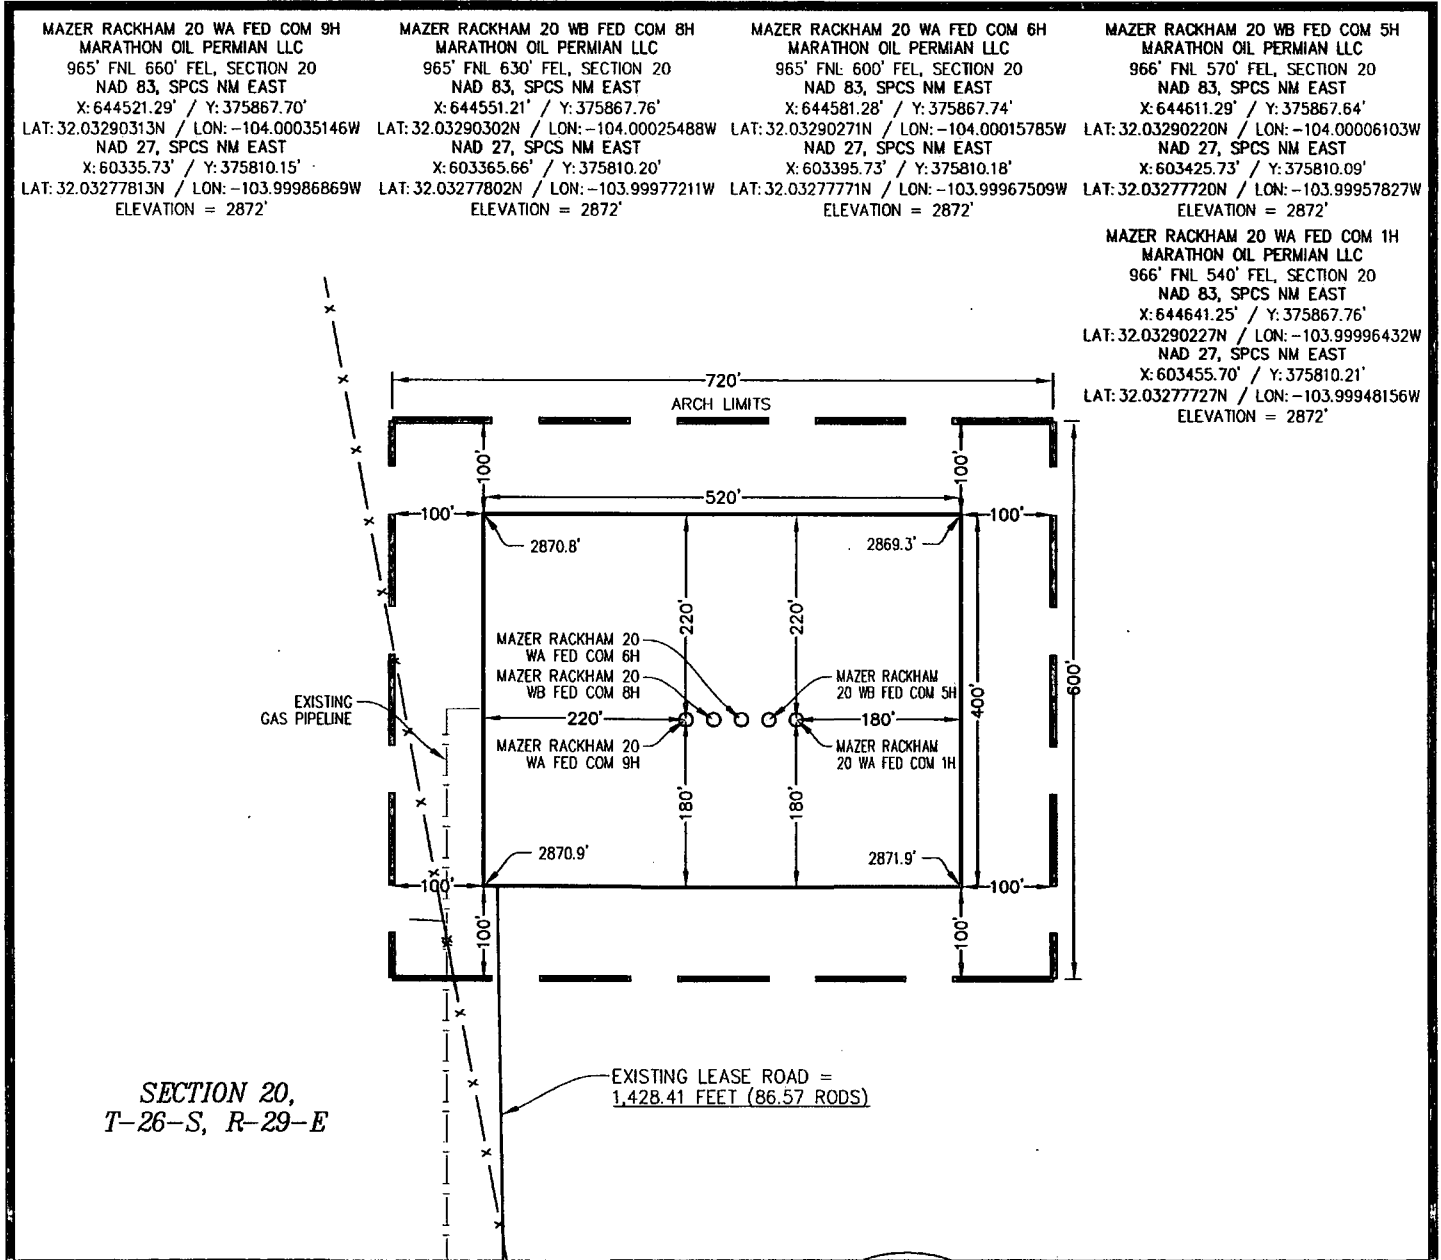 MAZER RACKHAM 20 WA FED COM 9H
MARATHON OIL PERMIAN LLC
965' FNL 660' FEL, SECTION 20
NAD 83, SPCS NM EAST
X: 644521.29' / Y: 375867.70'
LAT: 32.03290313N / LON: -104.00035146W
NAD 27, SPCS NM EAST
X: 60335.73' / Y: 375810.15'
LAT: 32.03277813N / LON: -103.99986869W
ELEVATION = 2872'
MAZER RACKHAM 20 WB FED COM 8H
MARATHON OIL PERMIAN LLC
965' FNL 630' FEL, SECTION 20
NAD 83, SPCS NM EAST
X: 644551.21' / Y: 375867.76'
LAT: 32.03290302N / LON: -104.00025488W
NAD 27, SPCS NM EAST
X: 603365.66' / Y: 375810.20'
LAT: 32.03277802N / LON: -103.99977211W
ELEVATION = 2872'
MAZER RACKHAM 20 WA FED COM 6H
MARATHON OIL PERMIAN LLC
965' FNL 600' FEL, SECTION 20
NAD 83, SPCS NM EAST
X: 644581.28' / Y: 375867.74'
LAT: 32.03290271N / LON: -104.00015785W
NAD 27, SPCS NM EAST
X: 603395.73' / Y: 375810.18'
LAT: 32.03277771N / LON: -103.99967509W
ELEVATION = 2872'
MAZER RACKHAM 20 WB FED COM 5H
MARATHON OIL PERMIAN LLC
966' FNL 570' FEL, SECTION 20
NAD 83, SPCS NM EAST
X: 644611.29' / Y: 375867.64'
LAT: 32.03290220N / LON: -104.00006103W
NAD 27, SPCS NM EAST
X: 603425.73' / Y: 375810.09'
LAT: 32.03277720N / LON: -103.99957827W
ELEVATION = 2872'
MAZER RACKHAM 20 WA FED COM 1H
MARATHON OIL PERMIAN LLC
966' FNL 540' FEL, SECTION 20
NAD 83, SPCS NM EAST
X: 644641.25' / Y: 375867.76'
LAT: 32.03290227N / LON: -103.99996432W
NAD 27, SPCS NM EAST
X: 603455.70' / Y: 375810.21'
LAT: 32.03277727N / LON: -103.99948156W
ELEVATION = 2872'
720'
ARCH LIMITS
100'
100'
520'
100'
100'
2870.8'
2869.3'
220'
220'
MAZER RACKHAM 20
WA FED COM 6H
MAZER RACKHAM 20
WB FED COM 8H
MAZER RACKHAM
20 WB FED COM 5H
EXISTING
GAS PIPELINE
220'
180'
400'
600'
MAZER RACKHAM 20
WA FED COM 9H
MAZER RACKHAM
20 WA FED COM 1H
180'
180'
2870.9'
2871.9'
100'
100'
100'
100'
EXISTING LEASE ROAD =
1,428.41 FEET (86.57 RODS)
SECTION 20,
T-26-S, R-29-E